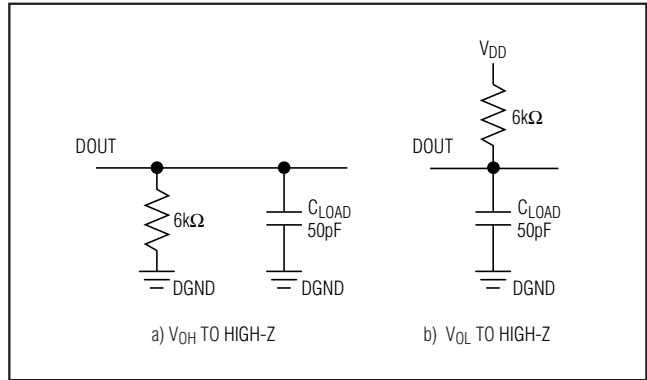 DOUT
6kΩ
DGND
CLOAD
50pF
DGND
a) VOH TO HIGH-Z
VDD
6kΩ
DOUT
CLOAD
50pF
DGND
b) VOL TO HIGH-Z